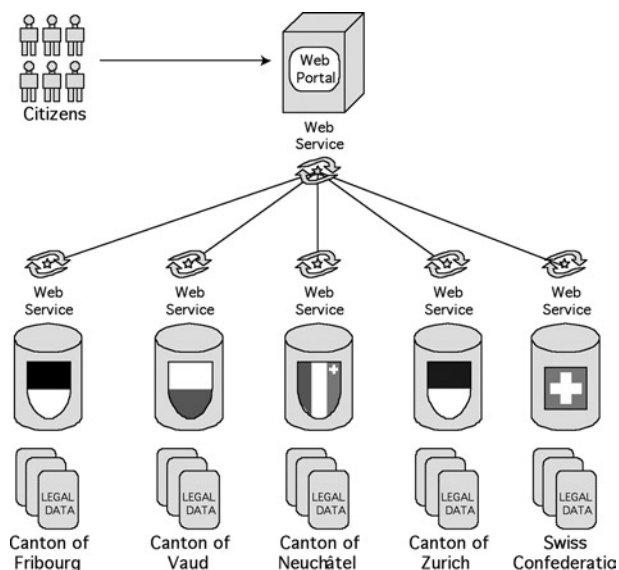 Web
Portal
Citizens
Web
Service
Web
Service
Web
Service
Web
Service
Web
Service
Web
Service
LEGAL
DATA
LEGAL
DATA
LEGAL
DATA
LEGAL
DATA
LEGAL
DATA
Canton of
Fribourg
Canton of
Vaud
Canton of
Neuchâtel
Canton of
Zurich
Swiss
Confederatio